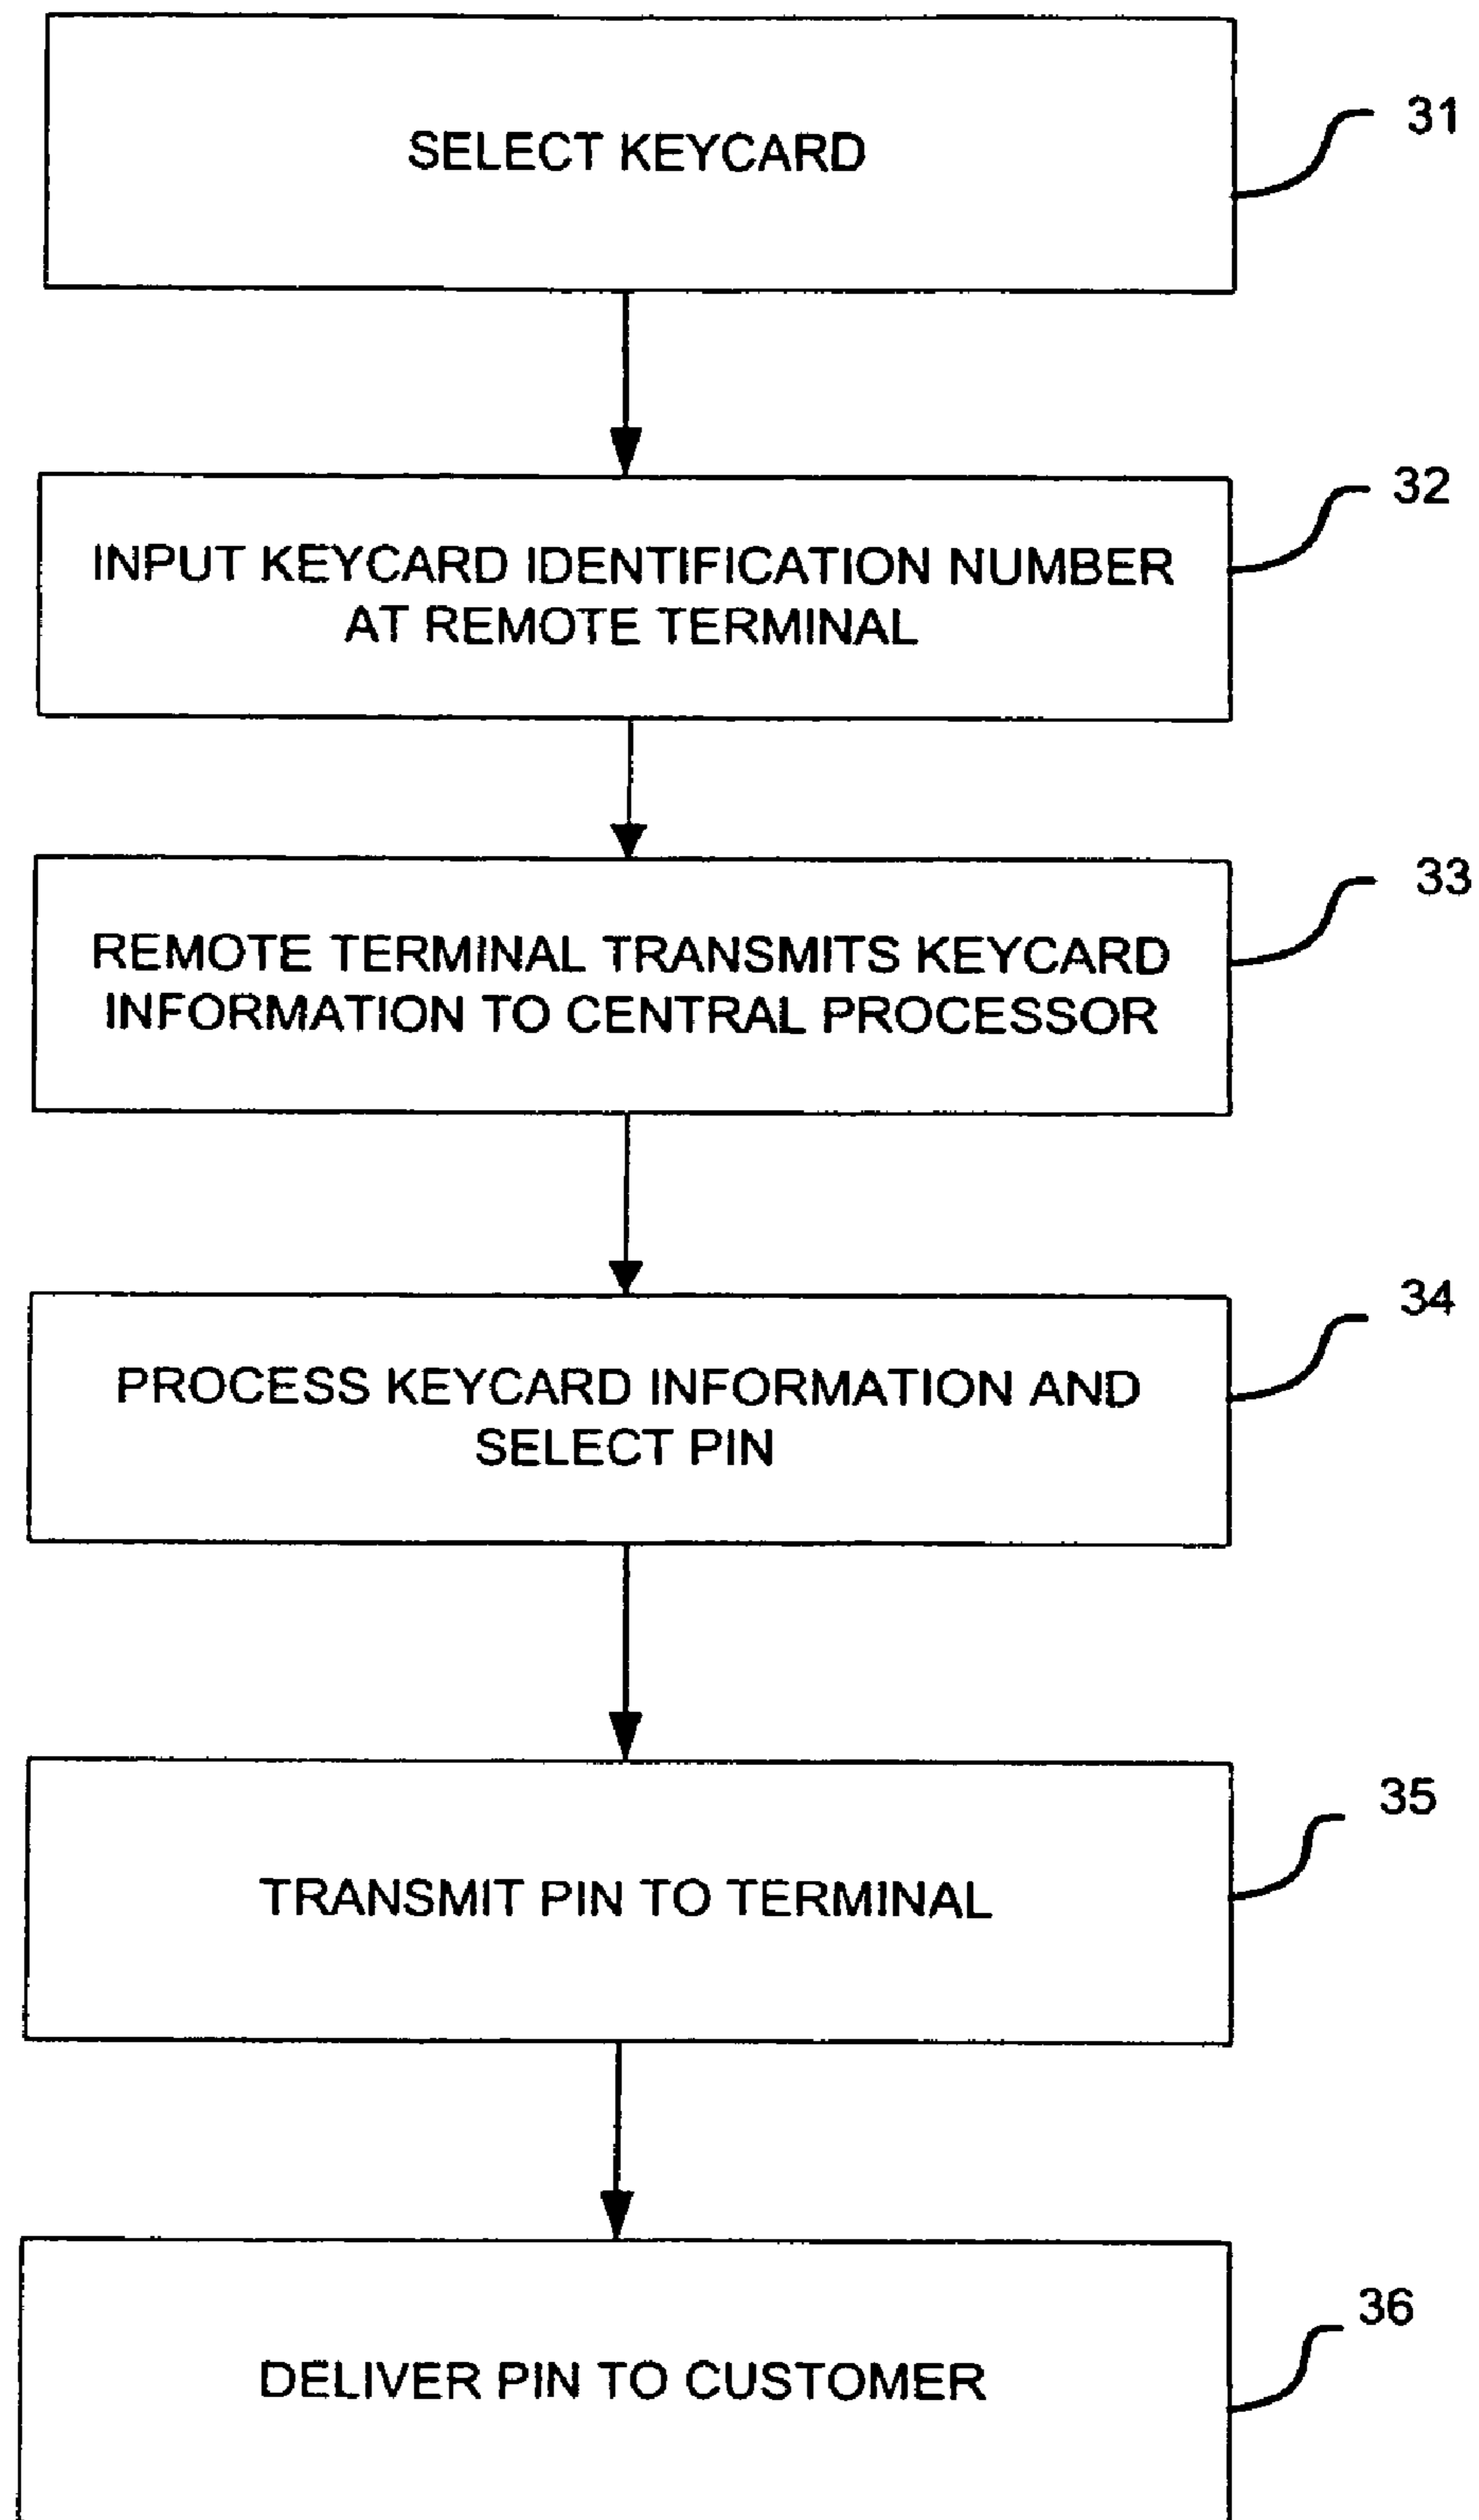 SELECT KEYCARD
31
INPUT KEYCARD IDENTIFICATION NUMBER
AT REMOTE TERMINAL
32
REMOTE TERMINAL TRANSMITS KEYCARD
INFORMATION TO CENTRAL PROCESSOR
33
PROCESS KEYCARD INFORMATION AND
SELECT PIN
34
TRANSMIT PIN TO TERMINAL
35
DELIVER PIN TO CUSTOMER
36